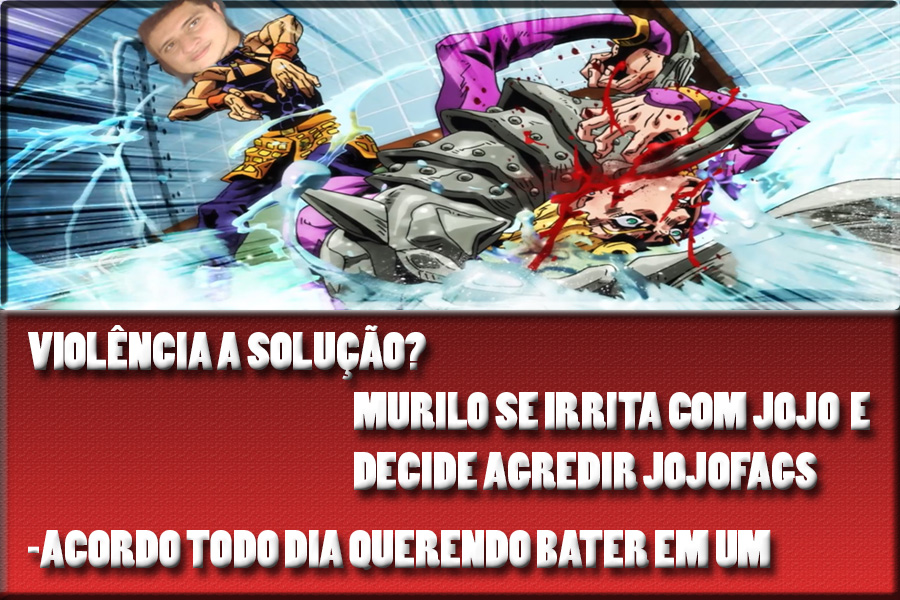 VIOLÊNCIA A SOLUÇÃO?
MURILO SE IRRITA COM JOJO E
DECIDE AGREDIR JOJOFAGS
-ACORDO TODO DIA QUERENDO BATER EM UM